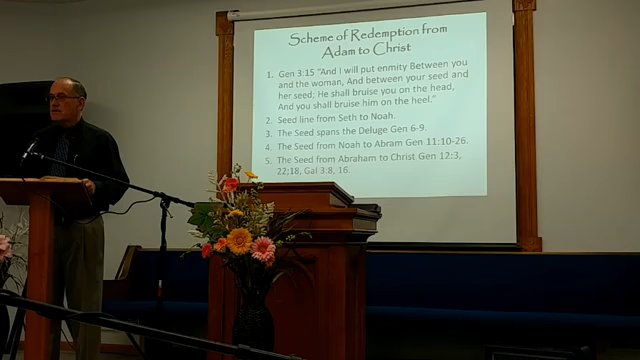 Scheme of Redemption from
Adam to Christ
1. Gen 3:15 "And I will put enmity Between you
and the woman, And between your seed and
her seed; He shall bruise you on the head,
And you shall bruise him on the heel."
2. Seed line from Seth to Noah.
3. The Seed spans the Deluge Gen 6-9.
4. The Seed from Noah to Abram Gen 11:10-26.
5. The Seed from Abraham to Christ Gen 12:3,
22;18, Gal 3:8, 16.